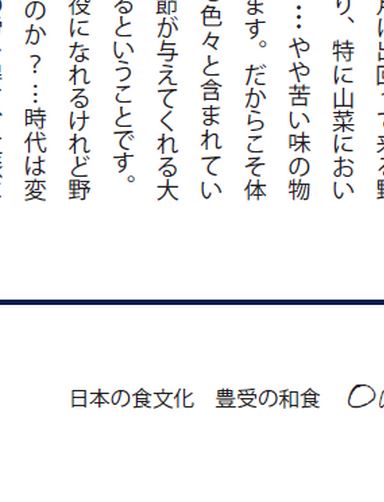 り、特に山菜におい
…やや苦い味の物
ます。だからこそ体
色々と含まれてい
節が与えてくれる大
るということです。
役になれるけれど野
のか？…時代は変
日本の食文化　豊受の和食